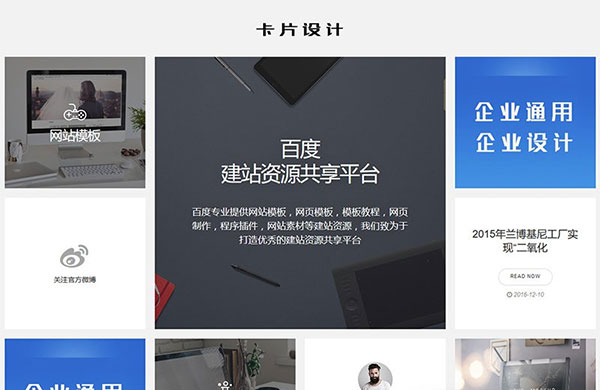 卡片设计
网站模板
百度
建站资源共享平台
百度专业提供网站模板，网页模板，模板教程，网页
制作，程序插件，网站素材等建站资源，我们致为于
打造优秀的建站资源共享平台
企业通用
企业设计
关注官方微博
2015年兰博基尼工厂实
现“二氧化
READ NOW
2016-12-10
企业通用